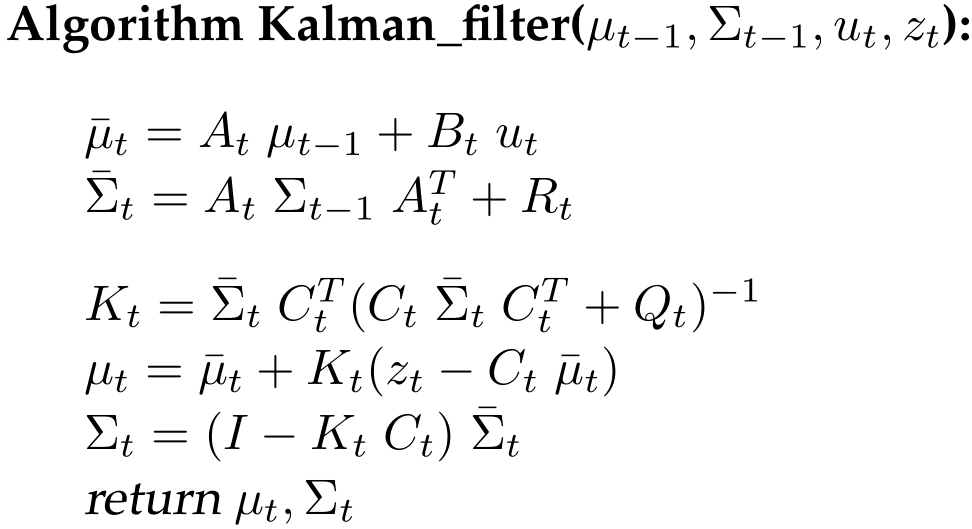 Algorithm Kalman_filter(μ_{t−1}, Σ_{t−1}, u_t, z_t):
μ̄_t = A_t μ_{t−1} + B_t u_t
Σ̄_t = A_t Σ_{t−1} A_t^T + R_t
K_t = Σ̄_t C_t^T (C_t Σ̄_t C_t^T + Q_t)^{−1}
μ_t = μ̄_t + K_t(z_t − C_t μ̄_t)
Σ_t = (I − K_t C_t) Σ̄_t
return μ_t, Σ_t